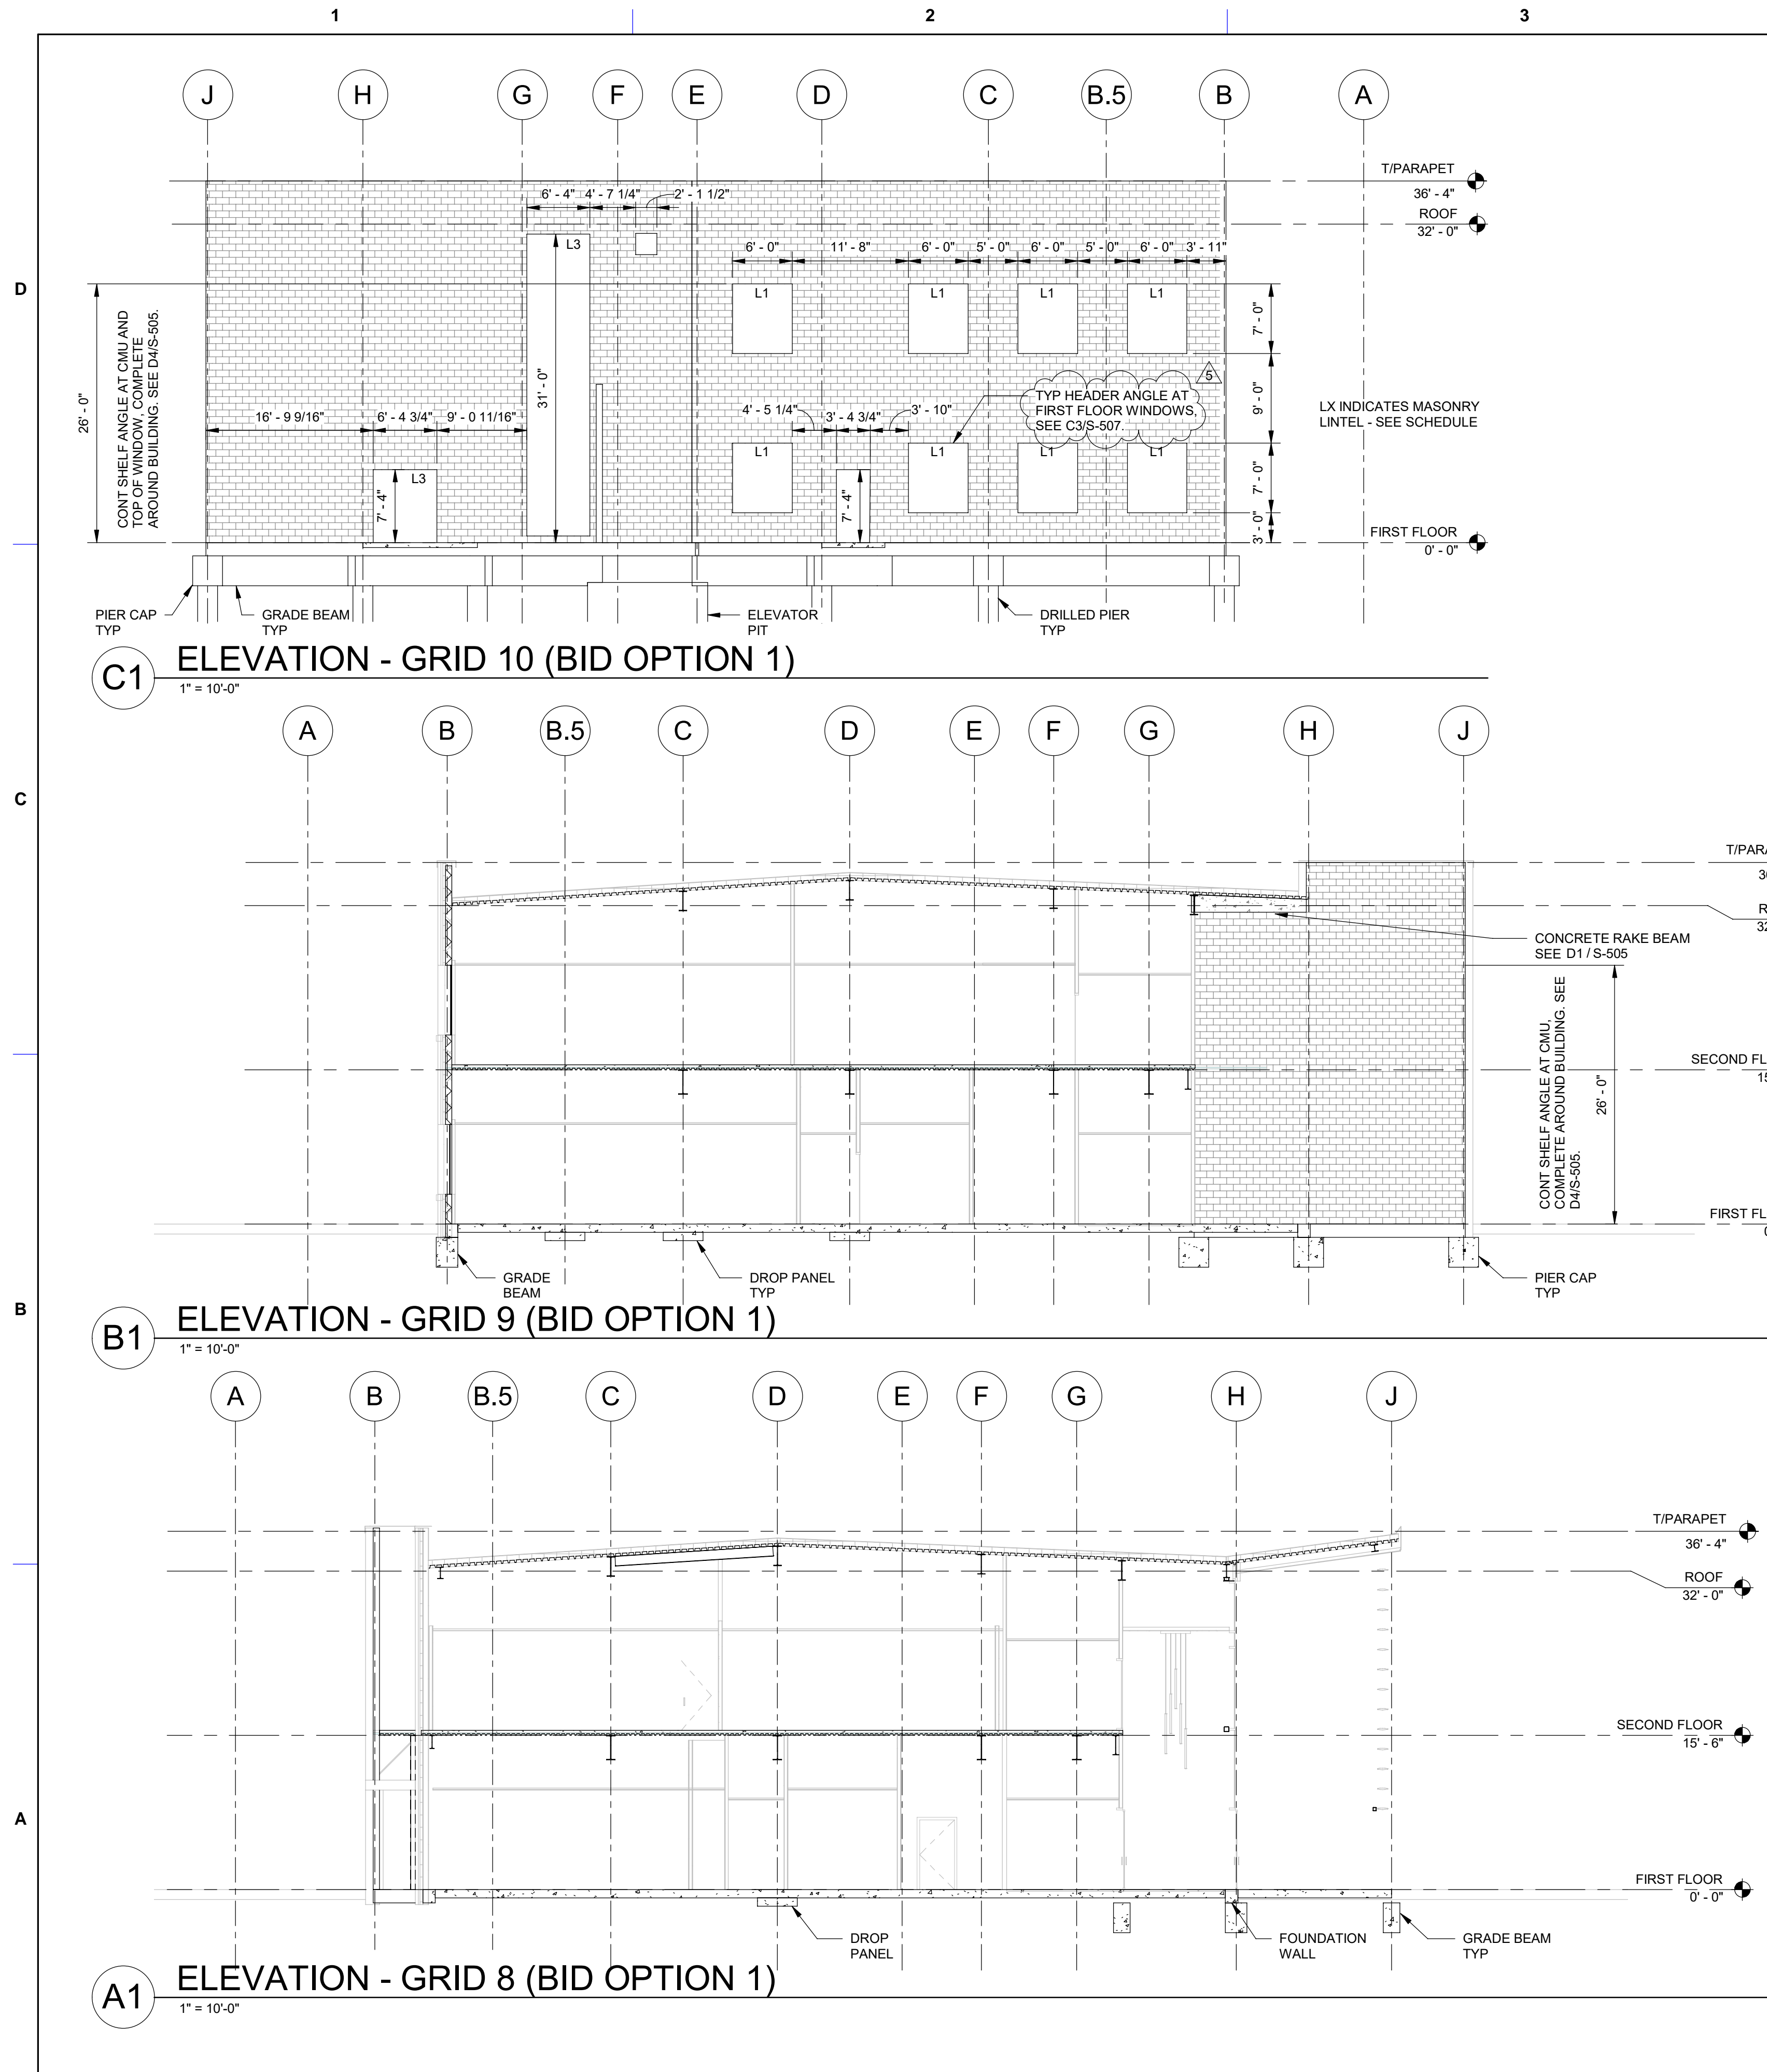 1
2
3
D
C
B
A
J
H
G
F
E
D
C
B.5
B
A
T/PARAPET
36' - 4"
ROOF
32' - 0"
6' - 4"
4' - 7 1/4"
2' - 1 1/2"
L3
6' - 0"
11' - 8"
6' - 0"
5' - 0"
6' - 0"
5' - 0"
6' - 0"
3' - 11"
L1
L1
L1
L1
7' - 0"
9' - 0"
7' - 0"
3' - 0"
26' - 0"
CONT SHELF ANGLE AT CMU AND
TOP OF WINDOW, COMPLETE
AROUND BUILDING. SEE D4/S-505.
31' - 0"
5
TYP HEADER ANGLE AT
FIRST FLOOR WINDOWS,
SEE C3/S-507.
16' - 9 9/16"
6' - 4 3/4"
9' - 0 11/16"
4' - 5 1/4"
3' - 4 3/4"
3' - 10"
LX INDICATES MASONRY
LINTEL - SEE SCHEDULE
L3
7' - 4"
L1
7' - 4"
L1
L1
L1
FIRST FLOOR
0' - 0"
PIER CAP
TYP
GRADE BEAM
TYP
ELEVATOR
PIT
DRILLED PIER
TYP
C1
ELEVATION - GRID 10 (BID OPTION 1)
1" = 10'-0"
A
B
B.5
C
D
E
F
G
H
J
T/PARA
36
R
32
CONCRETE RAKE BEAM
SEE D1 / S-505
CONT SHELF ANGLE AT CMU,
COMPLETE AROUND BUILDING. SEE
D4/S-505.
26' - 0"
SECOND FL
15
FIRST FL
0
GRADE
BEAM
DROP PANEL
TYP
PIER CAP
TYP
B1
ELEVATION - GRID 9 (BID OPTION 1)
1" = 10'-0"
A
B
B.5
C
D
E
F
G
H
J
T/PARAPET
36' - 4"
ROOF
32' - 0"
SECOND FLOOR
15' - 6"
FIRST FLOOR
0' - 0"
DROP
PANEL
FOUNDATION
WALL
GRADE BEAM
TYP
A1
ELEVATION - GRID 8 (BID OPTION 1)
1" = 10'-0"